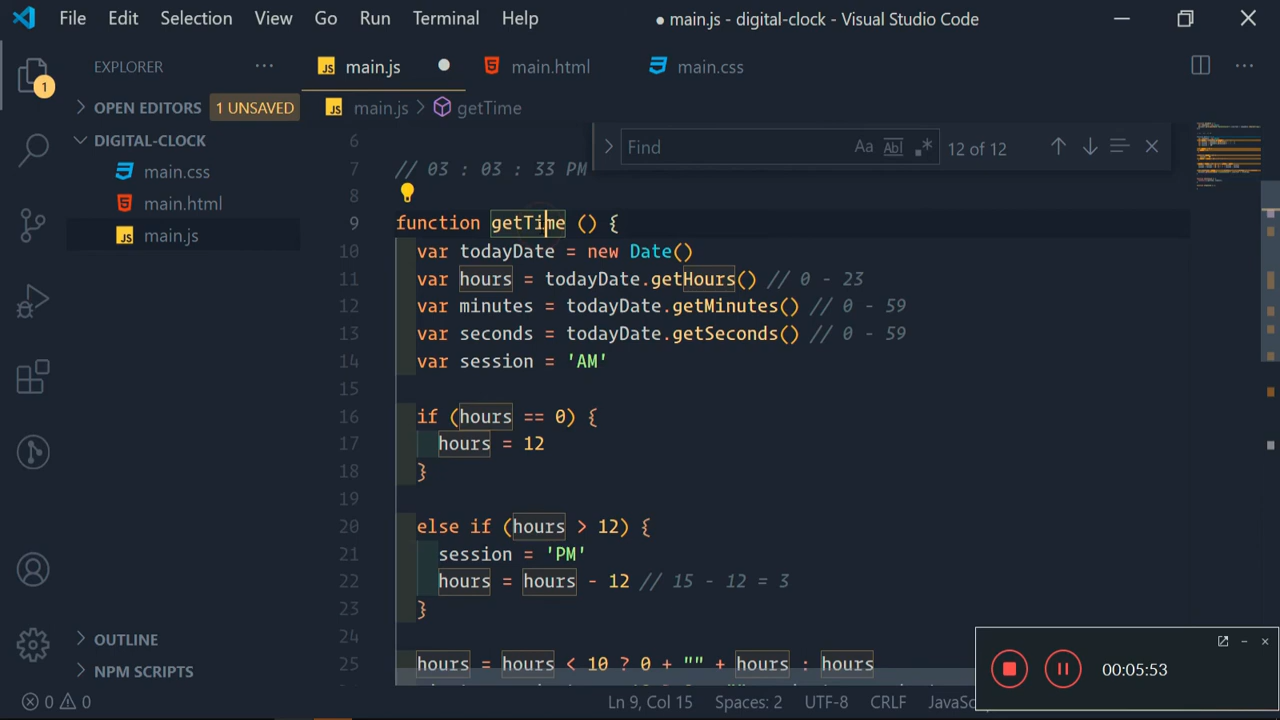 File Edit Selection View Go Run Terminal Help
● main.js - digital-clock - Visual Studio Code
EXPLORER ···
JS main.js ●
main.html
main.css
1
OPEN EDITORS 1 UNSAVED
DIGITAL-CLOCK
main.css
main.html
JS main.js
OUTLINE
NPM SCRIPTS
JS main.js > getTime
Find
Aa Abl .*
12 of 12
6
7 // 03 : 03 : 33 PM
8
9 function getTime () {
10 var todayDate = new Date()
11 var hours = todayDate.getHours() // 0 - 23
12 var minutes = todayDate.getMinutes() // 0 - 59
13 var seconds = todayDate.getSeconds() // 0 - 59
14 var session = 'AM'
15
16 if (hours == 0) {
17 hours = 12
18 }
19
20 else if (hours > 12) {
21 session = 'PM'
22 hours = hours - 12 // 15 - 12 = 3
23 }
24
25 hours = hours < 10 ? 0 + "" + hours : hours
00:05:53
0 0
Ln 9, Col 15 Spaces: 2 UTF-8 CRLF